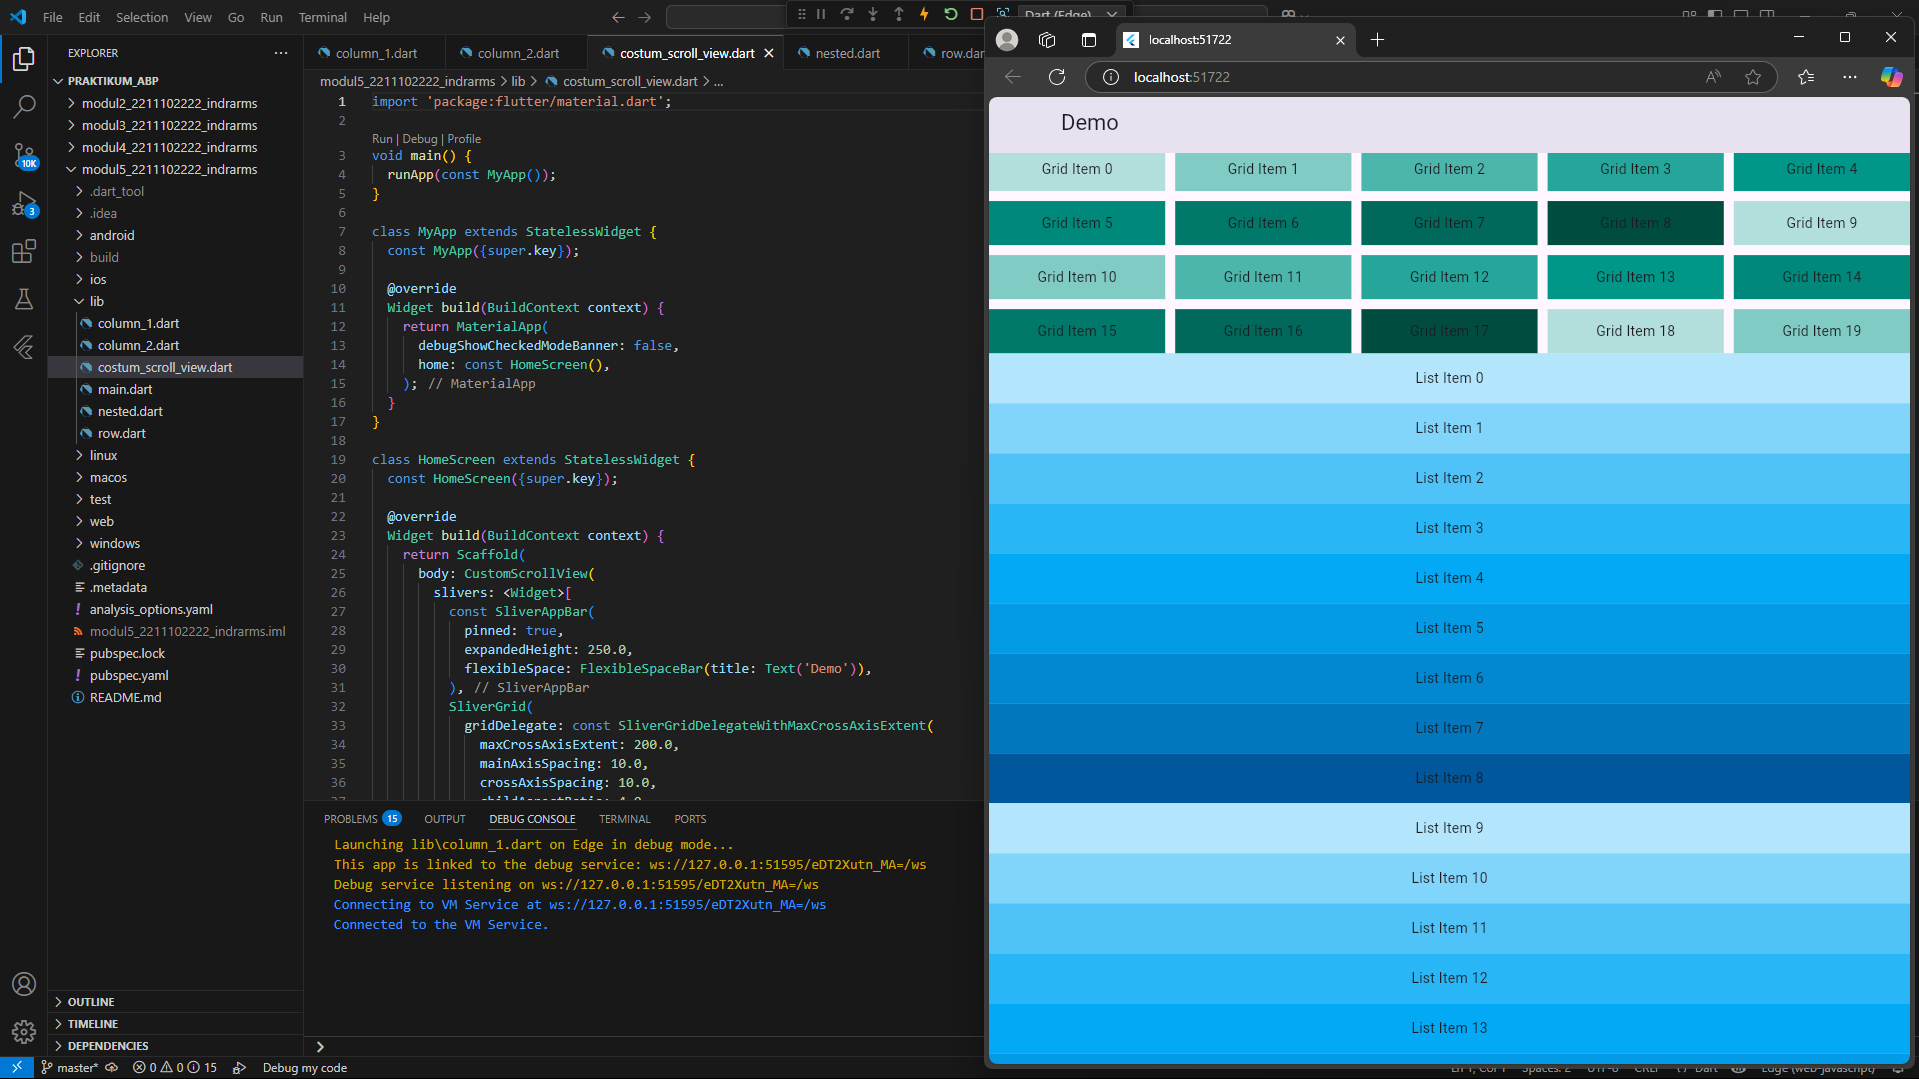 File Edit Selection View Go Run Terminal Help
Dart (Edge)
EXPLORER
PRAKTIKUM_ABP
modul2_2211102222_indrarms
modul3_2211102222_indrarms
modul4_2211102222_indrarms
modul5_2211102222_indrarms
.dart_tool
.idea
android
build
ios
lib
column_1.dart
column_2.dart
costum_scroll_view.dart
main.dart
nested.dart
row.dart
linux
macos
test
web
windows
.gitignore
.metadata
analysis_options.yaml
modul5_2211102222_indrarms.iml
pubspec.lock
pubspec.yaml
README.md
OUTLINE
TIMELINE
DEPENDENCIES
10K
3
column_1.dart column_2.dart costum_scroll_view.dart nested.dart row.dar
modul5_2211102222_indrarms > lib > costum_scroll_view.dart > ...
1 import 'package:flutter/material.dart';
2
Run | Debug | Profile
3 void main() {
4 runApp(const MyApp());
5 }
6
7 class MyApp extends StatelessWidget {
8 const MyApp({super.key});
9
10 @override
11 Widget build(BuildContext context) {
12 return MaterialApp(
13 debugShowCheckedModeBanner: false,
14 home: const HomeScreen(),
15 ); // MaterialApp
16 }
17 }
18
19 class HomeScreen extends StatelessWidget {
20 const HomeScreen({super.key});
21
22 @override
23 Widget build(BuildContext context) {
24 return Scaffold(
25 body: CustomScrollView(
26 slivers: <Widget>[
27 const SliverAppBar(
28 pinned: true,
29 expandedHeight: 250.0,
30 flexibleSpace: FlexibleSpaceBar(title: Text('Demo')),
31 ), // SliverAppBar
32 SliverGrid(
33 gridDelegate: const SliverGridDelegateWithMaxCrossAxisExtent(
34 maxCrossAxisExtent: 200.0,
35 mainAxisSpacing: 10.0,
36 crossAxisSpacing: 10.0,
PROBLEMS 15 OUTPUT DEBUG CONSOLE TERMINAL PORTS
Launching lib\column_1.dart on Edge in debug mode...
This app is linked to the debug service: ws://127.0.0.1:51595/eDT2Xutn_MA=/ws
Debug service listening on ws://127.0.0.1:51595/eDT2Xutn_MA=/ws
Connecting to VM Service at ws://127.0.0.1:51595/eDT2Xutn_MA=/ws
Connected to the VM Service.
master* 0 0 15 Debug my code
localhost:51722
localhost:51722
Demo
Grid Item 0 Grid Item 1 Grid Item 2 Grid Item 3 Grid Item 4
Grid Item 5 Grid Item 6 Grid Item 7 Grid Item 8 Grid Item 9
Grid Item 10 Grid Item 11 Grid Item 12 Grid Item 13 Grid Item 14
Grid Item 15 Grid Item 16 Grid Item 17 Grid Item 18 Grid Item 19
List Item 0
List Item 1
List Item 2
List Item 3
List Item 4
List Item 5
List Item 6
List Item 7
List Item 8
List Item 9
List Item 10
List Item 11
List Item 12
List Item 13